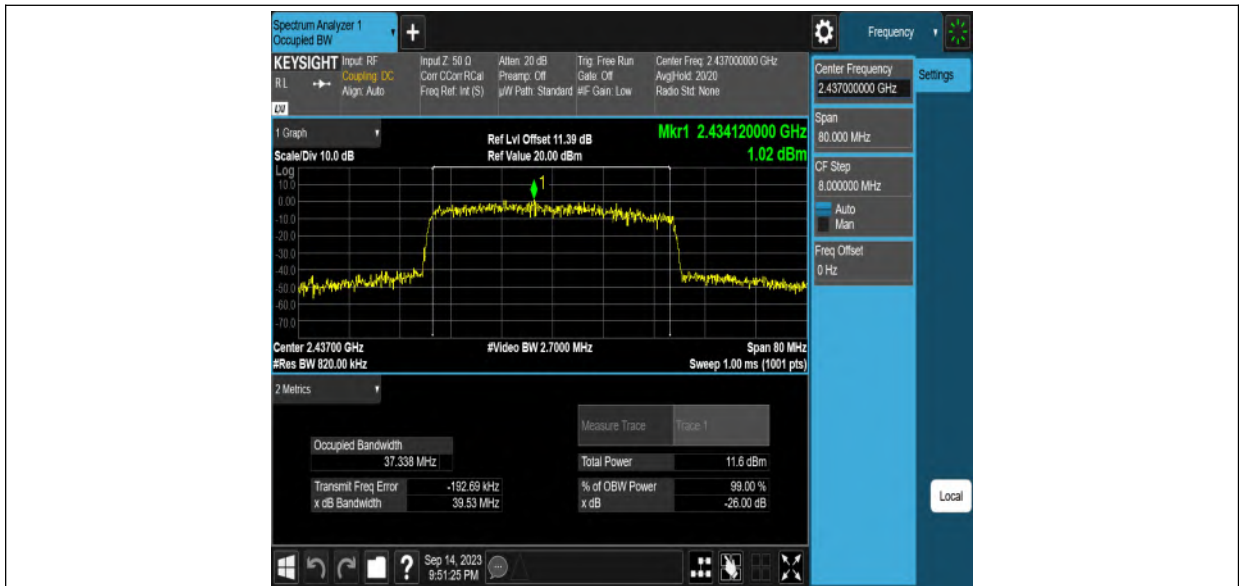 Spectrum Analyzer 1
Occupied BW
+
Frequency
KEYSIGHT
R L
LXI
Input: RF
Coupling: DC
Align: Auto
Input Z: 50 Ω
Corr CCorr RCal
Freq Ref: Int (S)
Atten: 20 dB
Preamp: Off
µW Path: Standard
Trig: Free Run
Gate: Off
#IF Gain: Low
Center Freq: 2.437000000 GHz
Avg|Hold: 20/20
Radio Std: None
Center Frequency
2.437000000 GHz
Settings
Span
80.000 MHz
CF Step
8.000000 MHz
Auto
Man
Freq Offset
0 Hz
1 Graph
Scale/Div 10.0 dB
Ref Lvl Offset 11.39 dB
Ref Value 20.00 dBm
Mkr1 2.434120000 GHz
1.02 dBm
Log
10.0
0.00
-10.0
-20.0
-30.0
-40.0
-50.0
-60.0
-70.0
1
Center 2.43700 GHz
#Res BW 820.00 kHz
#Video BW 2.7000 MHz
Span 80 MHz
Sweep 1.00 ms (1001 pts)
2 Metrics
Measure Trace Trace 1
Occupied Bandwidth
37.338 MHz
Total Power 11.6 dBm
Transmit Freq Error -192.69 kHz
% of OBW Power 99.00 %
x dB Bandwidth 39.53 MHz
x dB -26.00 dB
Local
?
Sep 14, 2023
9:51:25 PM